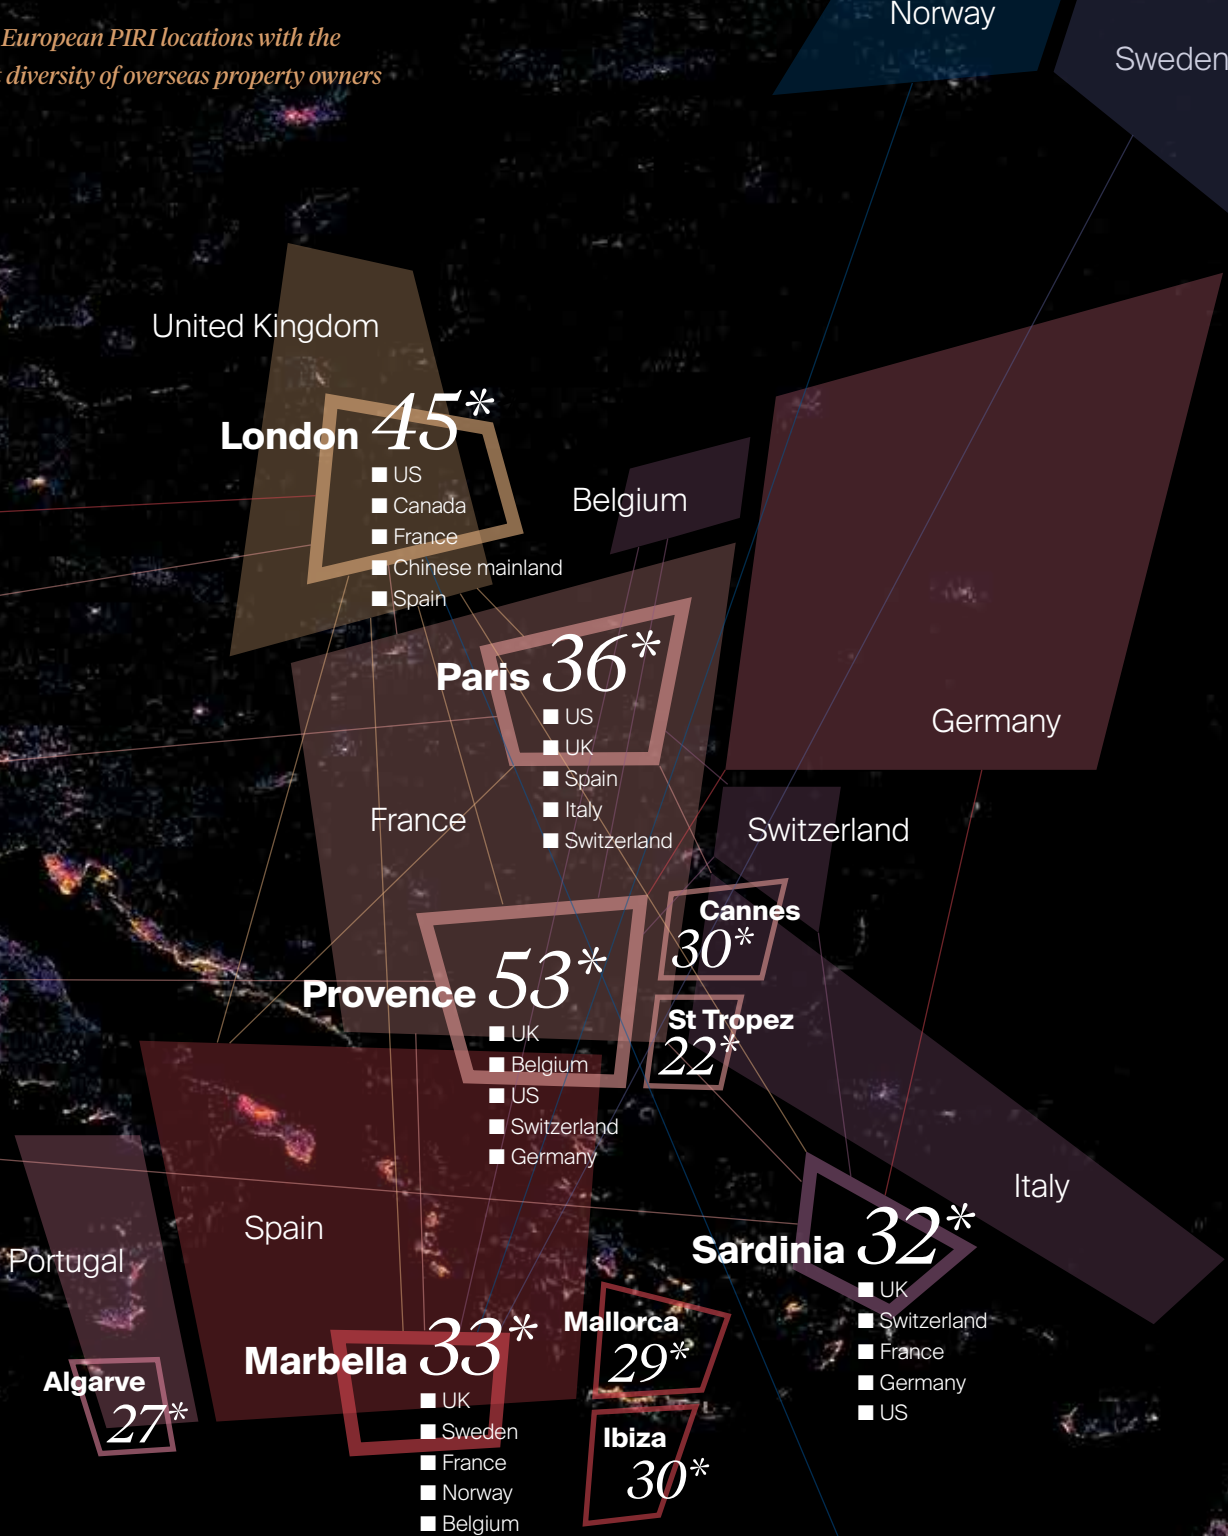 European PIRI locations with the
diversity of overseas property owners
Norway
Sweden
United Kingdom
London 45*
US
Canada
France
Chinese mainland
Spain
Belgium
Paris 36*
US
UK
Spain
Italy
Switzerland
Germany
France
Switzerland
Cannes
30*
Provence 53*
UK
Belgium
US
Switzerland
Germany
St Tropez
22*
Italy
Spain
Portugal
Sardinia 32*
UK
Switzerland
France
Germany
US
Mallorca
29*
Marbella 33*
UK
Sweden
France
Norway
Belgium
Algarve
27*
Ibiza
30*